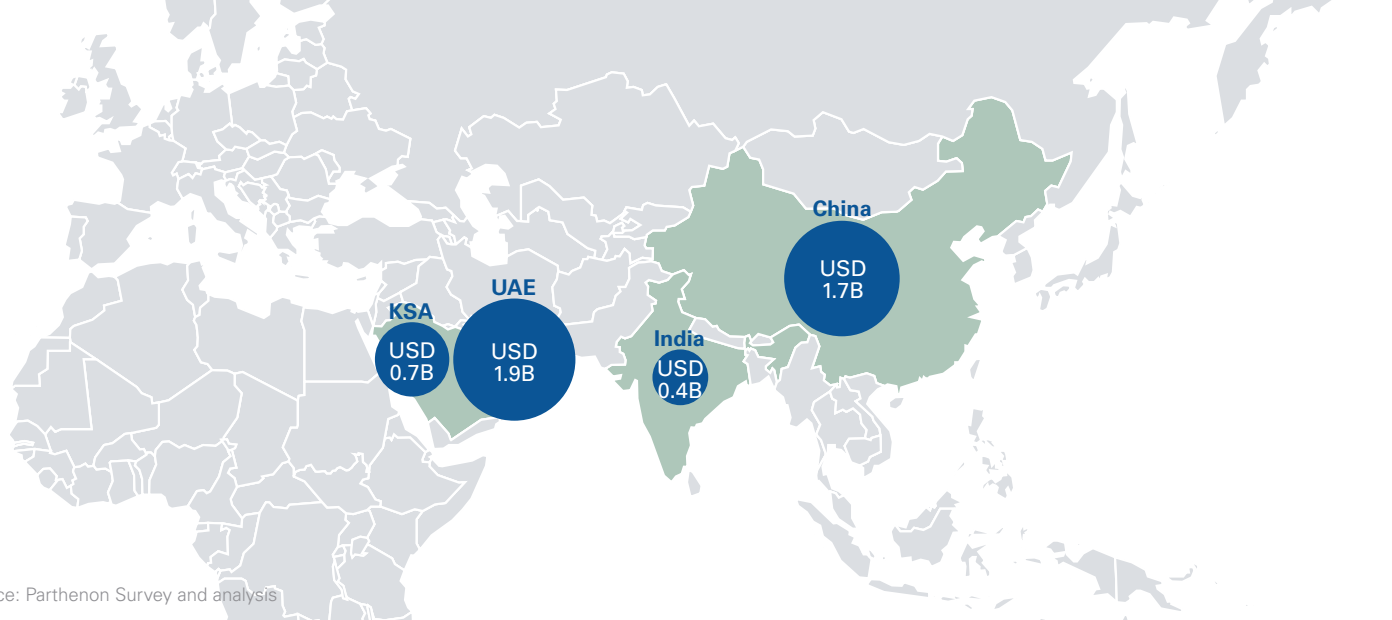 China
USD
1.7B
UAE
USD
1.9B
KSA
USD
0.7B
India
USD
0.4B
ce: Parthenon Survey and analysis